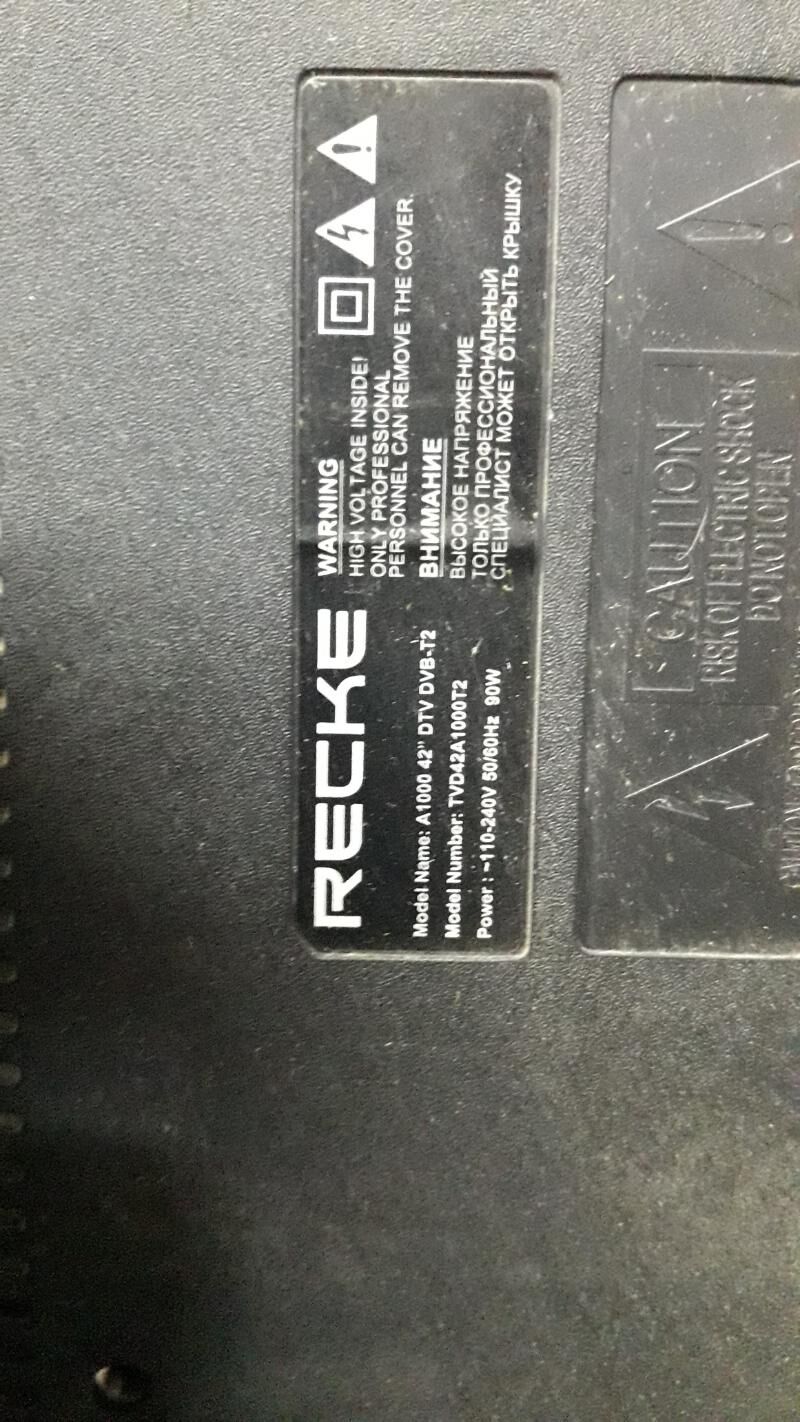 RECKE
Model Name: A1000 42" DTV DVB-T2
Model Number: TVD42A1000T2
Power : ~110-240V 50/60Hz 90W
WARNING
HIGH VOLTAGE INSIDE!
ONLY PROFESSIONAL
PERSONNEL CAN REMOVE THE COVER.
ВНИМАНИЕ
ВЫСОКОЕ НАПРЯЖЕНИЕ
ТОЛЬКО ПРОФЕССИОНАЛЬНЫЙ
СПЕЦИАЛИСТ МОЖЕТ ОТКРЫТЬ КРЫШКУ
CAUTION
RISK OF ELECTRIC SHOCK
DO NOT OPEN